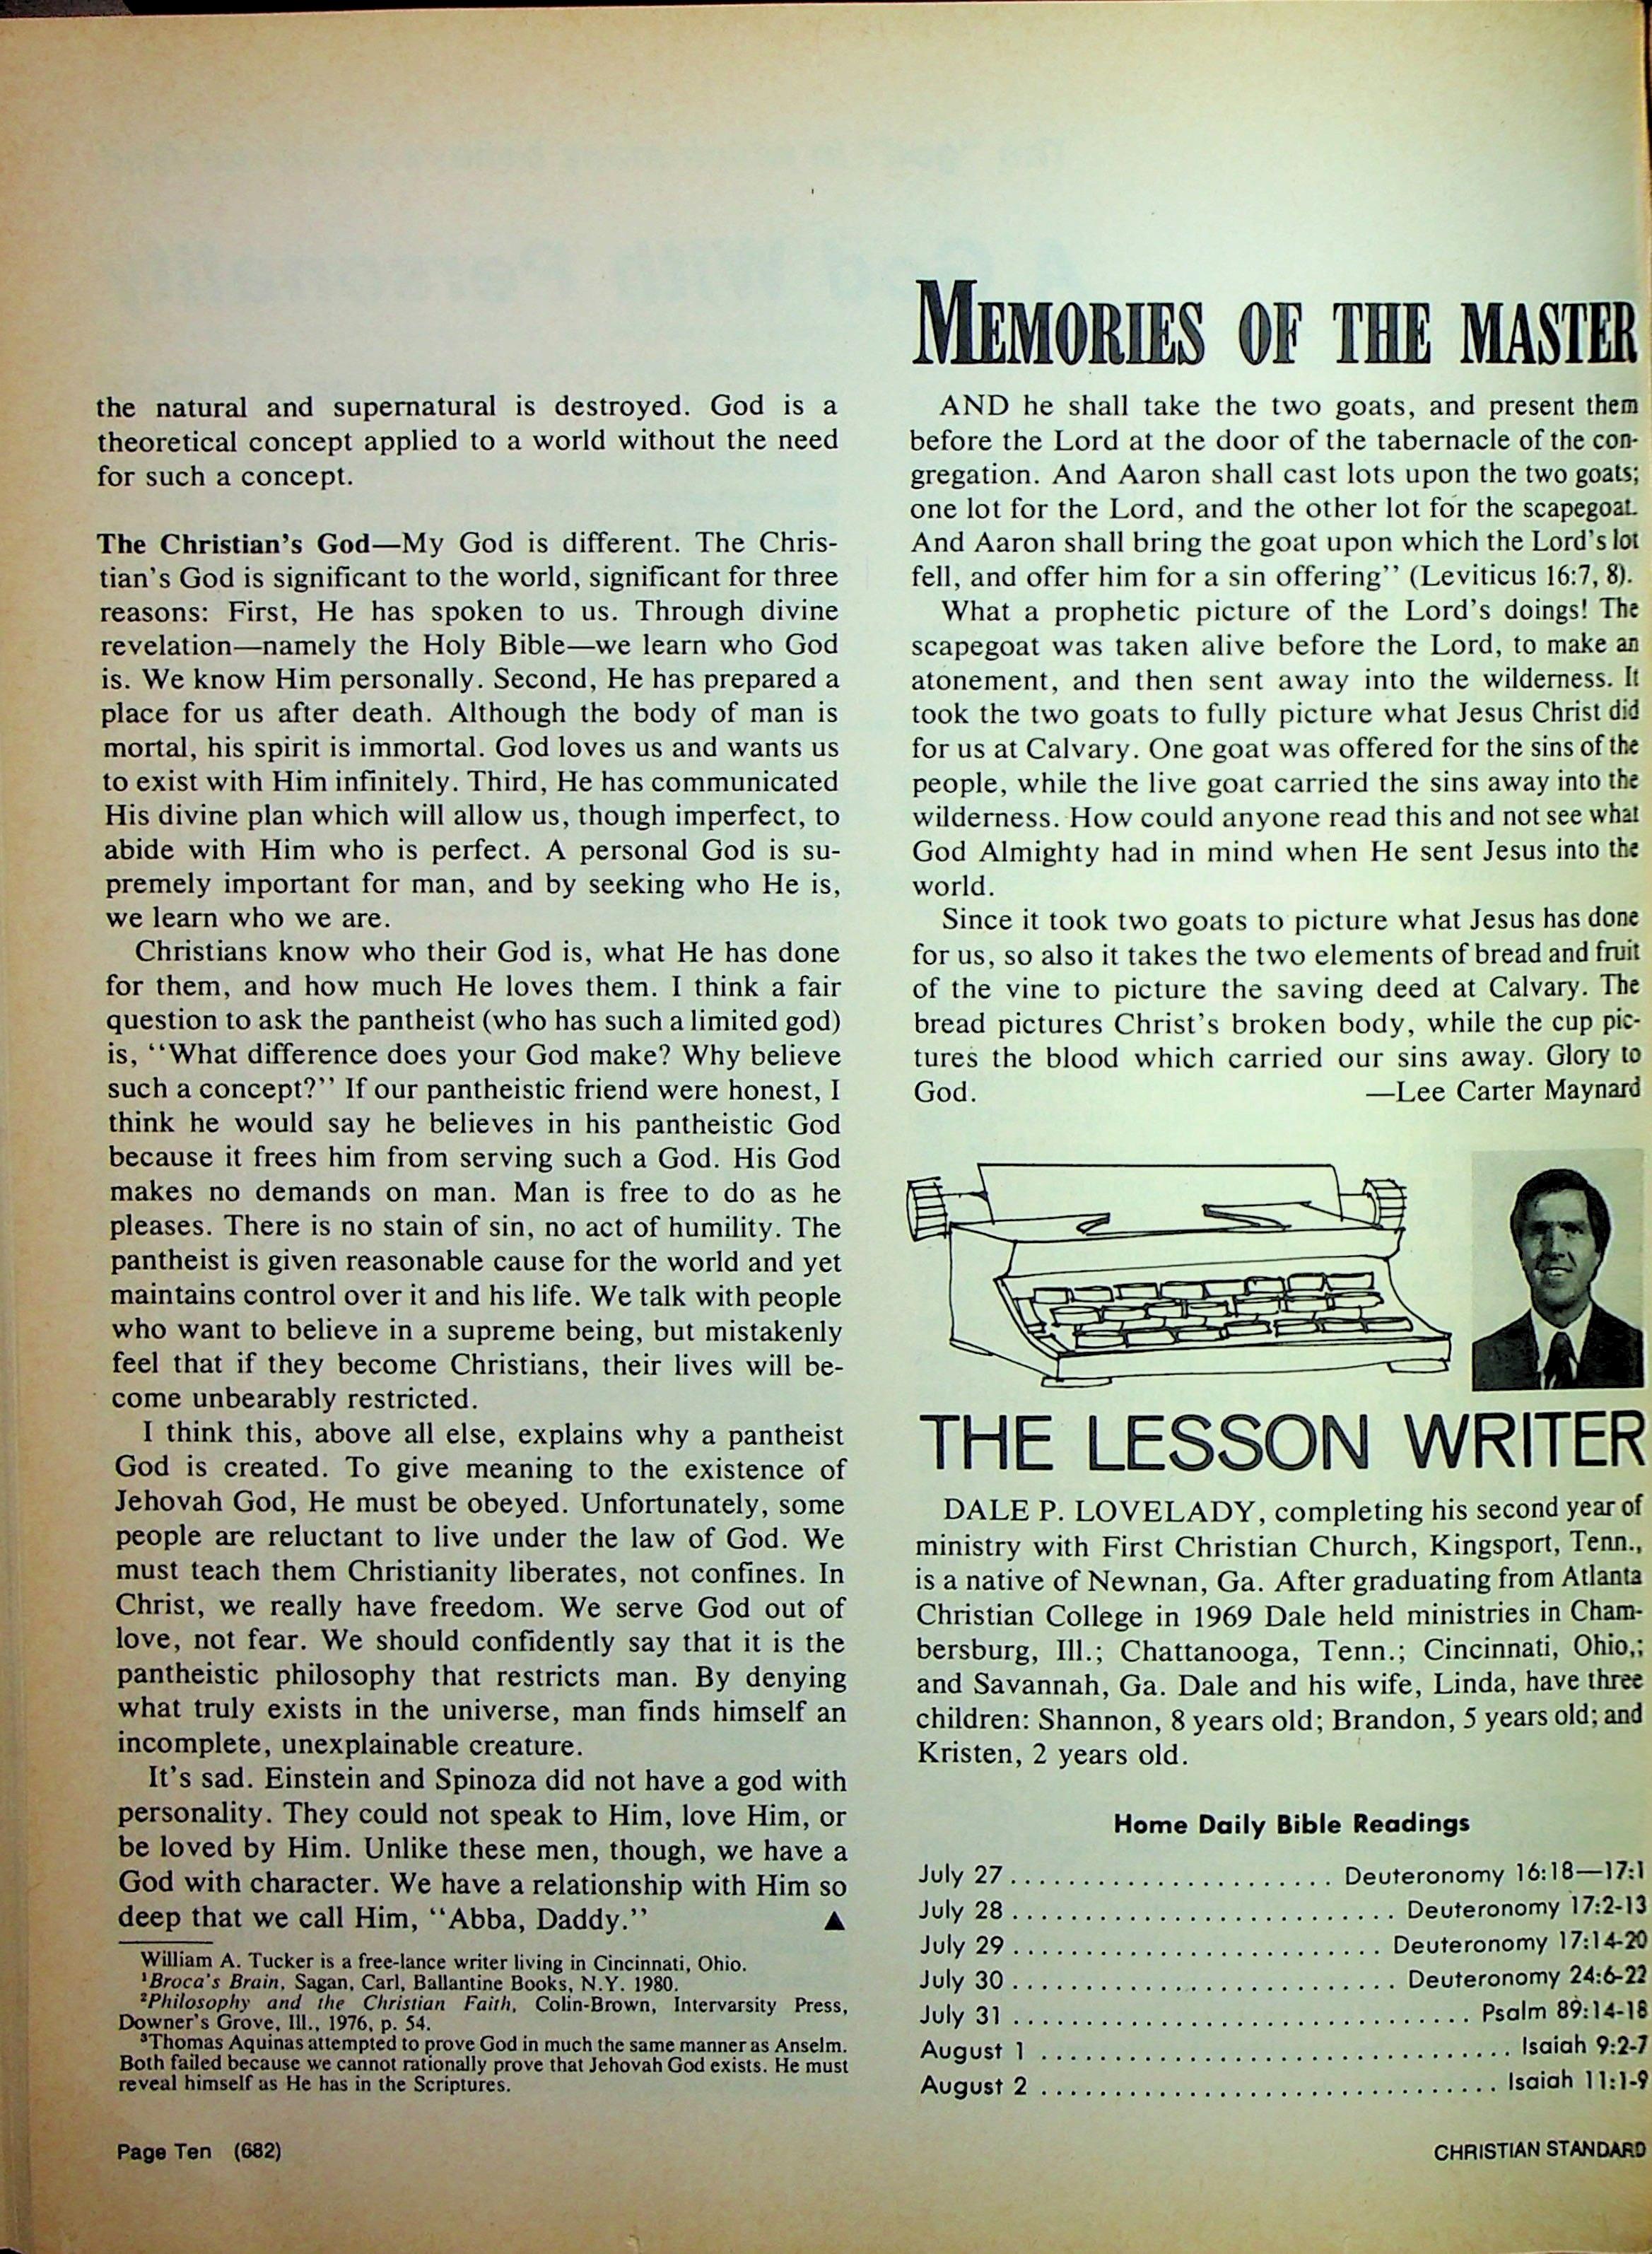 the natural and supernatural is destroyed. God is a
theoretical concept applied to a world without the need
for such a concept.
The Christian's God—My God is different. The Chris-
tian's God is significant to the world, significant for three
reasons: First, He has spoken to us. Through divine
revelation—namely the Holy Bible—we learn who God
is. We know Him personally. Second, He has prepared a
place for us after death. Although the body of man is
mortal, his spirit is immortal. God loves us and wants us
to exist with Him infinitely. Third, He has communicated
His divine plan which will allow us, though imperfect, to
abide with Him who is perfect. A personal God is su-
premely important for man, and by seeking who He is,
we learn who we are.
Christians know who their God is, what He has done
for them, and how much He loves them. I think a fair
question to ask the pantheist (who has such a limited god)
is, ‘‘What difference does your God make? Why believe
such a concept?’’ If our pantheistic friend were honest, I
think he would say he believes in his pantheistic God
because it frees him from serving such a God. His God
makes no demands on man. Man is free to do as he
pleases. There is no stain of sin, no act of humility. The
pantheist is given reasonable cause for the world and yet
maintains control over it and his life. We talk with people
who want to believe in a supreme being, but mistakenly
feel that if they become Christians, their lives will be-
come unbearably restricted.
I think this, above all else, explains why a pantheist
God is created. To give meaning to the existence of
Jehovah God, He must be obeyed. Unfortunately, some
people are reluctant to live under the law of God. We
must teach them Christianity liberates, not confines. In
Christ, we really have freedom. We serve God out of
love, not fear. We should confidently say that it is the
pantheistic philosophy that restricts man. By denying
what truly exists in the universe, man finds himself an
incomplete, unexplainable creature.
It's sad. Einstein and Spinoza did not have a god with
personality. They could not speak to Him, love Him, or
be loved by Him. Unlike these men, though, we have a
God with character. We have a relationship with Him so
deep that we call Him, ‘‘Abba, Daddy.’’ ▲
William A. Tucker is a free-lance writer living in Cincinnati, Ohio.
¹Broca's Brain, Sagan, Carl, Ballantine Books, N.Y. 1980.
²Philosophy and the Christian Faith, Colin-Brown, Intervarsity Press,
Downer's Grove, Ill., 1976, p. 54.
³Thomas Aquinas attempted to prove God in much the same manner as Anselm.
Both failed because we cannot rationally prove that Jehovah God exists. He must
reveal himself as He has in the Scriptures.
Page Ten (682)
MEMORIES OF THE MASTER
AND he shall take the two goats, and present them
before the Lord at the door of the tabernacle of the con-
gregation. And Aaron shall cast lots upon the two goats;
one lot for the Lord, and the other lot for the scapegoat.
And Aaron shall bring the goat upon which the Lord's lot
fell, and offer him for a sin offering’’ (Leviticus 16:7, 8).
What a prophetic picture of the Lord's doings! The
scapegoat was taken alive before the Lord, to make an
atonement, and then sent away into the wilderness. It
took the two goats to fully picture what Jesus Christ did
for us at Calvary. One goat was offered for the sins of the
people, while the live goat carried the sins away into the
wilderness. How could anyone read this and not see what
God Almighty had in mind when He sent Jesus into the
world.
Since it took two goats to picture what Jesus has done
for us, so also it takes the two elements of bread and fruit
of the vine to picture the saving deed at Calvary. The
bread pictures Christ's broken body, while the cup pic-
tures the blood which carried our sins away. Glory to
God. —Lee Carter Maynard
THE LESSON WRITER
DALE P. LOVELADY, completing his second year of
ministry with First Christian Church, Kingsport, Tenn.,
is a native of Newnan, Ga. After graduating from Atlanta
Christian College in 1969 Dale held ministries in Cham-
bersburg, Ill.; Chattanooga, Tenn.; Cincinnati, Ohio,;
and Savannah, Ga. Dale and his wife, Linda, have three
children: Shannon, 8 years old; Brandon, 5 years old; and
Kristen, 2 years old.
Home Daily Bible Readings
July 27 . . . . . . . . . . Deuteronomy 16:18—17:1
July 28 . . . . . . . . . . Deuteronomy 17:2-13
July 29 . . . . . . . . . . Deuteronomy 17:14-20
July 30 . . . . . . . . . . Deuteronomy 24:6-22
July 31 . . . . . . . . . . Psalm 89:14-18
August 1 . . . . . . . . . . Isaiah 9:2-7
August 2 . . . . . . . . . . Isaiah 11:1-9
CHRISTIAN STANDARD